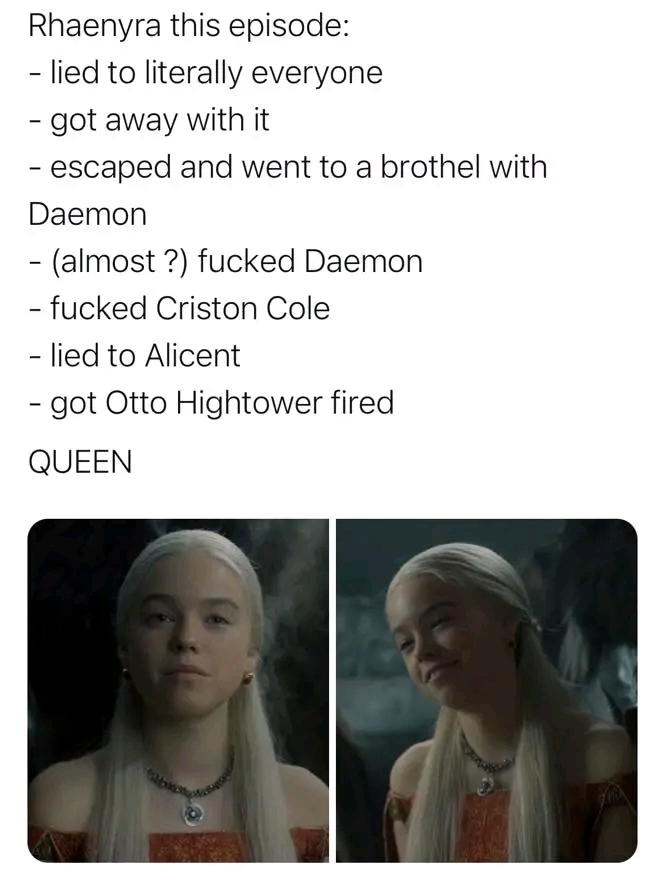 Rhaenyra this episode:
- lied to literally everyone
- got away with it
- escaped and went to a brothel with
Daemon
- (almost ?) fucked Daemon
- fucked Criston Cole
- lied to Alicent
- got Otto Hightower fired
QUEEN